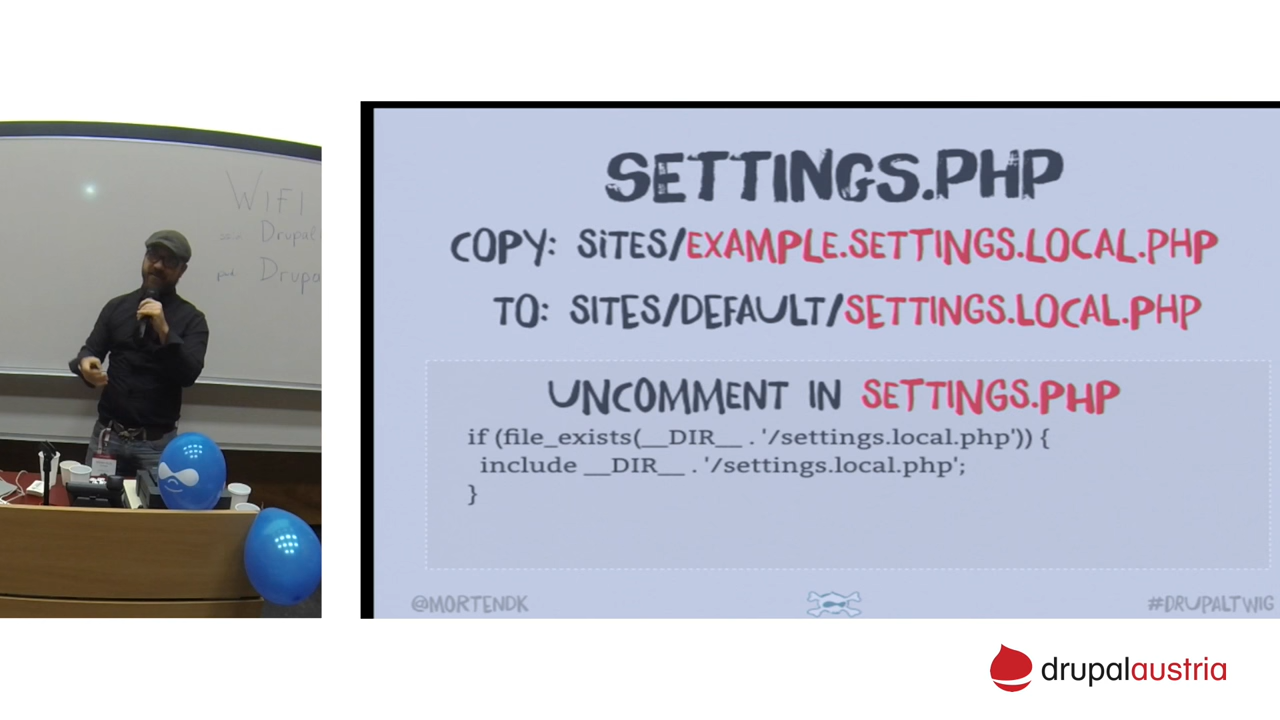 WIFI
Drupal
Drupa
SETTINGS.PHP
COPY: SITES/EXAMPLE.SETTINGS.LOCAL.PHP
TO: SITES/DEFAULT/SETTINGS.LOCAL.PHP
UNCOMMENT IN SETTINGS.PHP
if (file_exists(__DIR__ . '/settings.local.php')) {
include __DIR__ . '/settings.local.php';
}
@MORTENDK
#DRUPALTWIG
drupalaustria